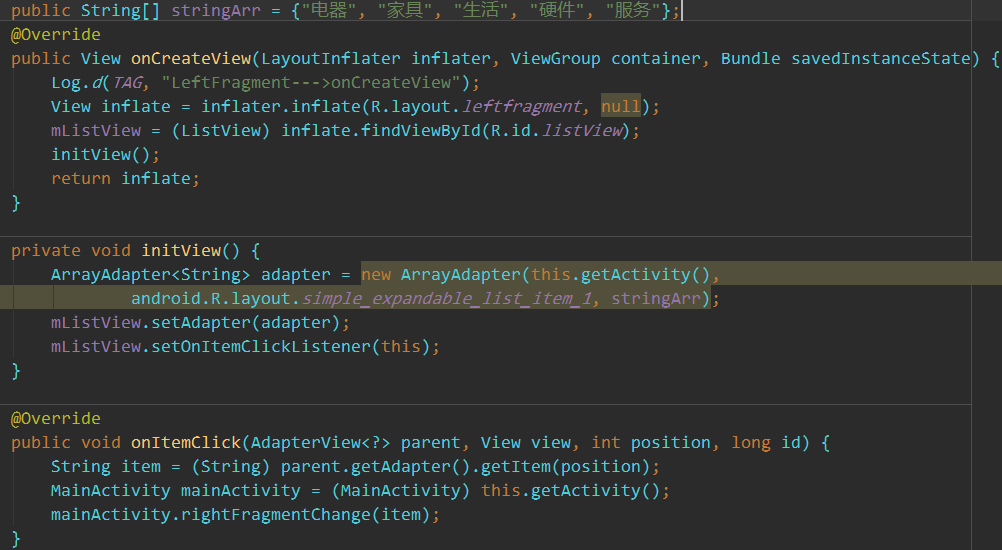 public String[] stringArr = {"电器", "家具", "生活", "硬件", "服务"};
@Override
public View onCreateView(LayoutInflater inflater, ViewGroup container, Bundle savedInstanceState) {
    Log.d(TAG, "LeftFragment--->onCreateView");
    View inflate = inflater.inflate(R.layout.leftfragment, null);
    mListView = (ListView) inflate.findViewById(R.id.listView);
    initView();
    return inflate;
}
private void initView() {
    ArrayAdapter<String> adapter = new ArrayAdapter(this.getActivity(),
            android.R.layout.simple_expandable_list_item_1, stringArr);
    mListView.setAdapter(adapter);
    mListView.setOnItemClickListener(this);
}
@Override
public void onItemClick(AdapterView<?> parent, View view, int position, long id) {
    String item = (String) parent.getAdapter().getItem(position);
    MainActivity mainActivity = (MainActivity) this.getActivity();
    mainActivity.rightFragmentChange(item);
}